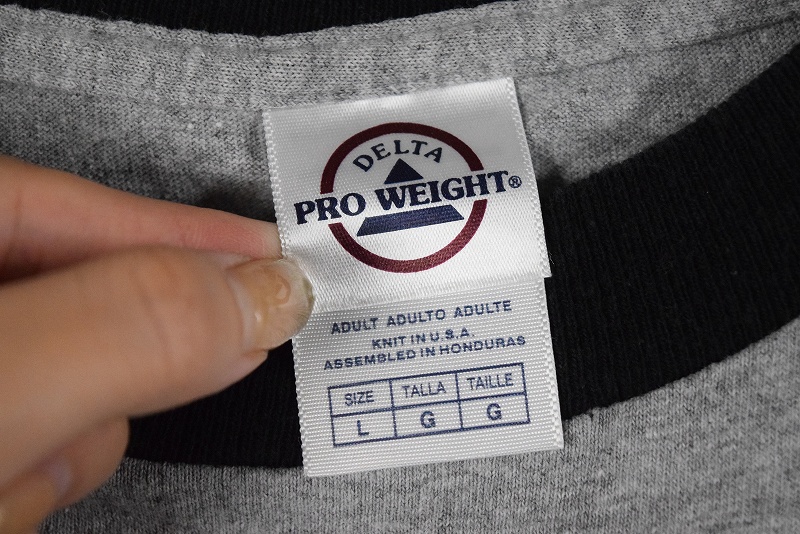 DELTA
PRO WEIGHT®
ADULT ADULTO ADULTE
KNIT IN U.S.A.
ASSEMBLED IN HONDURAS
SIZE TALLA TAILLE
L G G